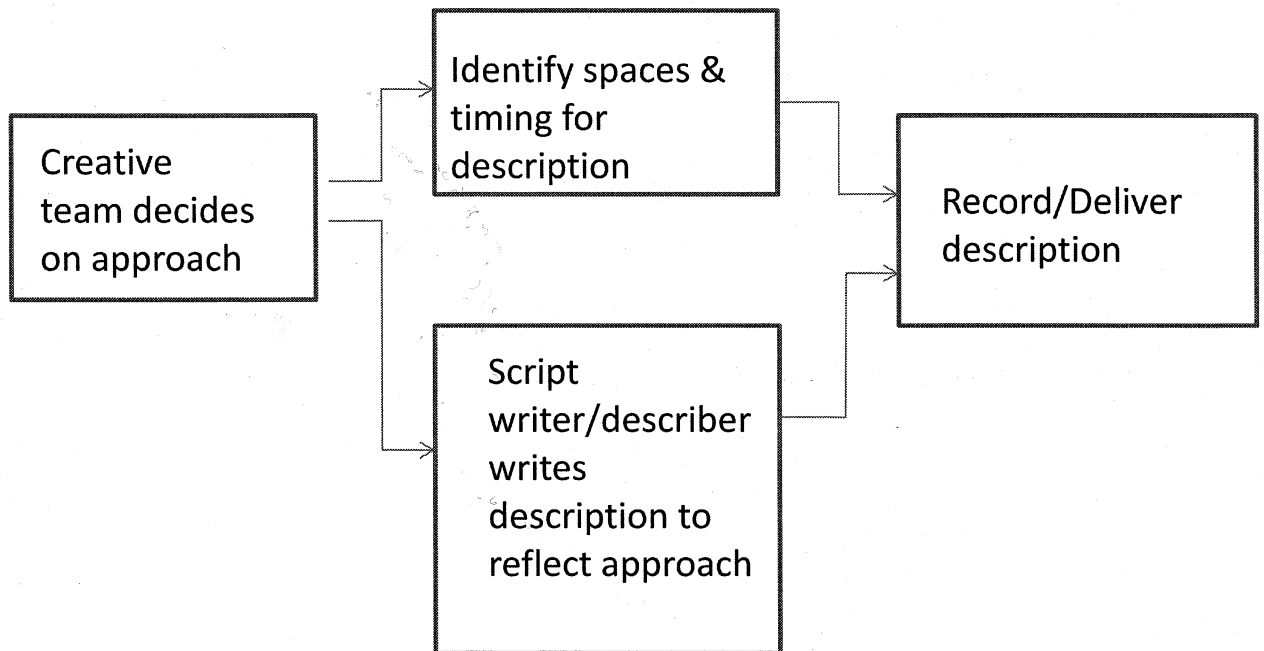 Creative
team decides
on approach
Identify spaces &
timing for
description
Script
writer/describer
writes
description to
reflect approach
Record/Deliver
description